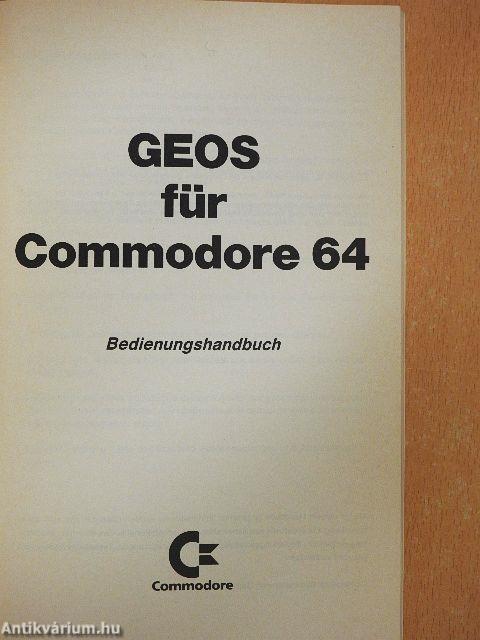 GEOS
für
Commodore 64
Bedienungshandbuch
Commodore
Antikvárium.hu